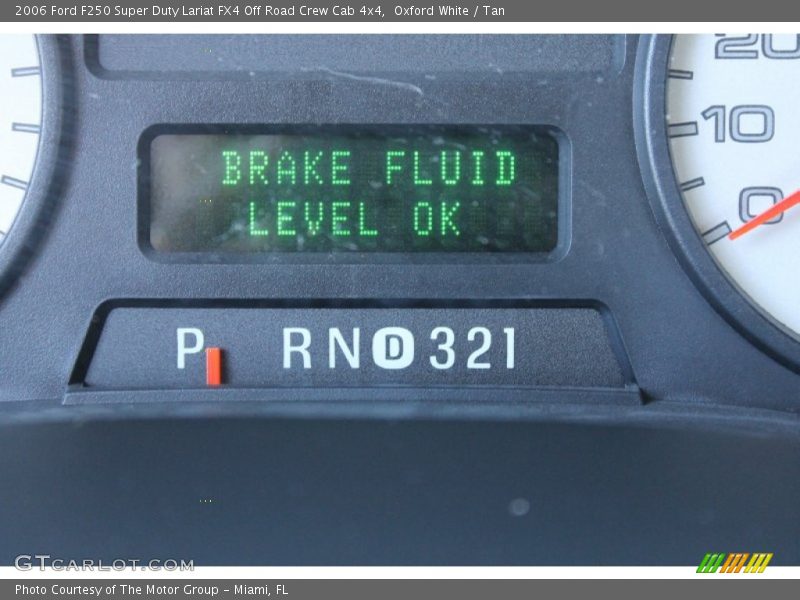 2006 Ford F250 Super Duty Lariat FX4 Off Road Crew Cab 4x4, Oxford White / Tan
20
10
0
BRAKE FLUID
LEVEL OK
P RND321
GTCARLOT.COM
Photo Courtesy of The Motor Group - Miami, FL